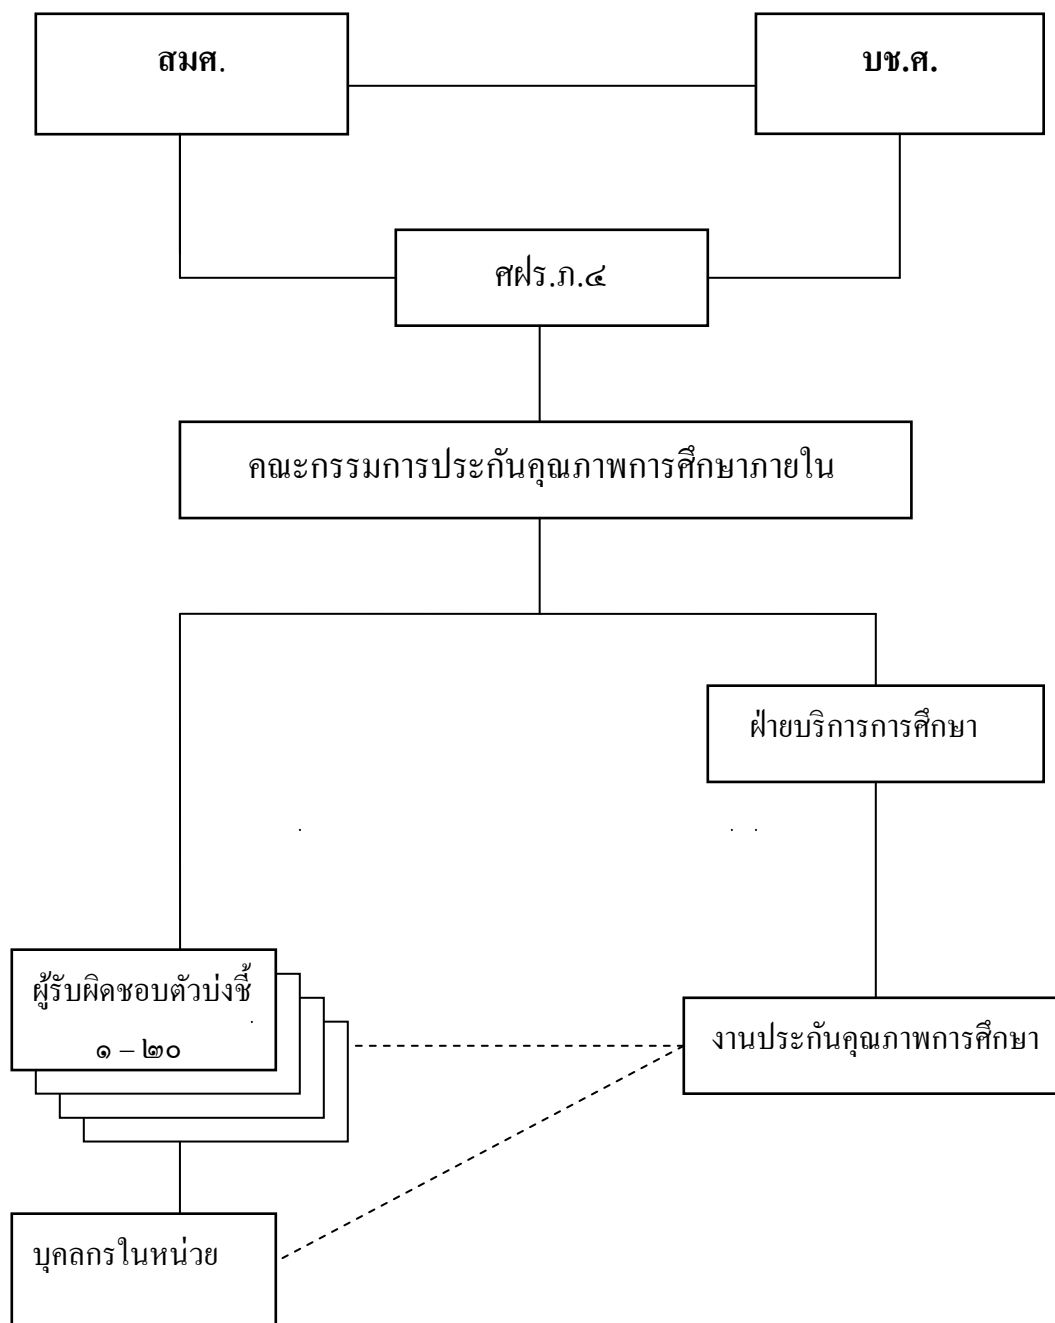 สมศ.
บช.ศ.
ศฝร.ภ.๔
คณะกรรมการประกันคุณภาพการศึกษาภายใน
ฝ่ายบริการการศึกษา
ผู้รับผิดชอบตัวบ่งชี้
๑ – ๒๐
งานประกันคุณภาพการศึกษา
บุคลากรในหน่วย